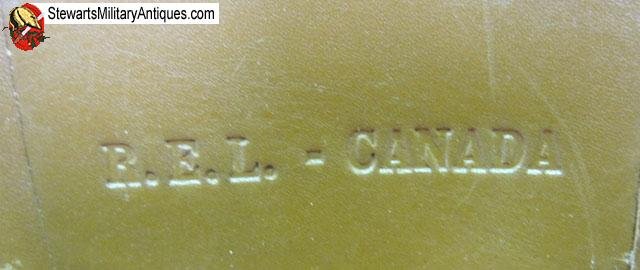 StewartsMilitaryAntiques.com
R.E.L. - CANADA